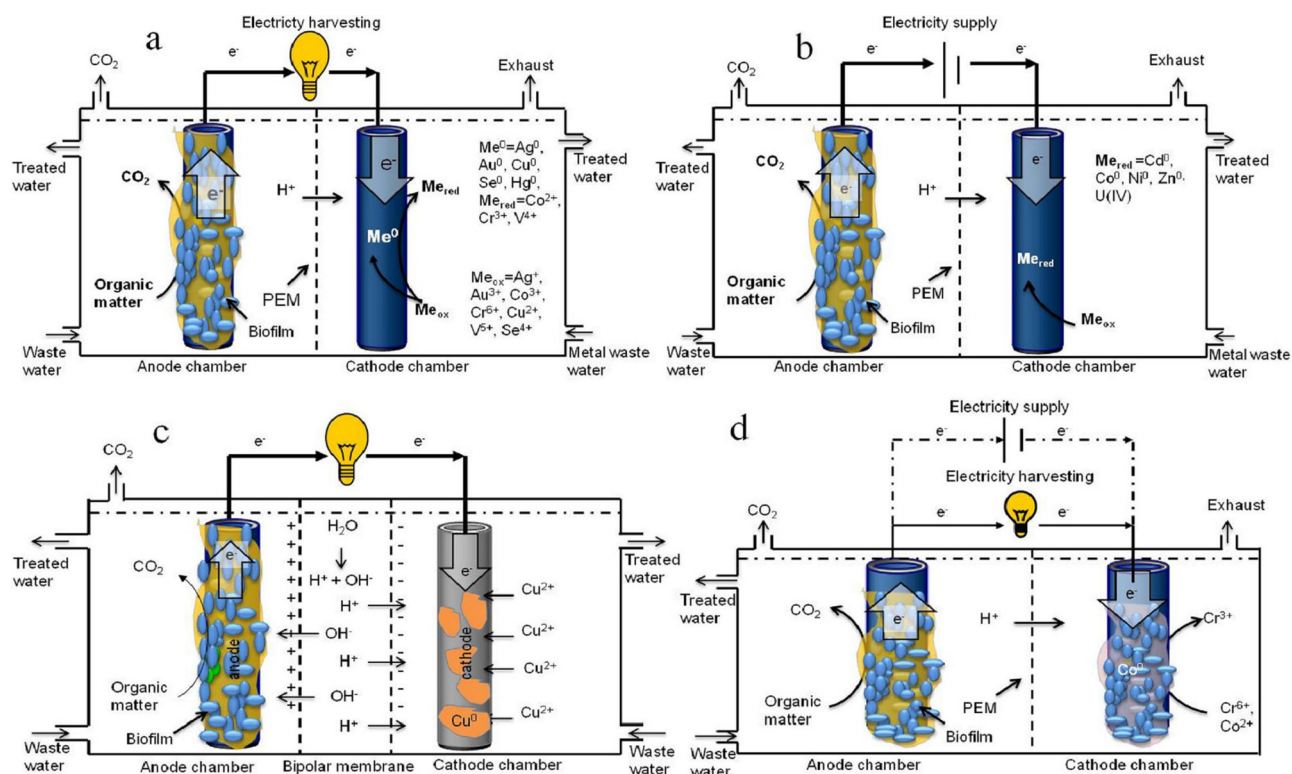 a
Electricity harvesting
e-
e-
CO2
Exhaust
Treated
water
Treated
water
CO2
e-
e-
H+
Me0
Mered
Me0=Ag0,
Au0, Cu0,
Se0, Hg0,
Mered=Co2+,
Cr3+, V4+
Organic
matter
PEM
Biofilm
Meox
Meox=Ag+,
Au3+, Co3+,
Cr6+, Cu2+,
V5+, Se4+
Waste
water
Anode chamber
Cathode chamber
Metal waste
water
b
Electricity supply
e-
e-
CO2
Exhaust
Treated
water
Treated
water
CO2
e-
e-
H+
Mered=Cd0,
Co0, Ni0, Zn0,
U(IV)
Organic
matter
PEM
Biofilm
Mered
Meox
Waste
water
Anode chamber
Cathode chamber
Metal waste
water
c
e-
e-
CO2
Treated
water
Treated
water
CO2
e-
e-
H2O
H+ + OH-
H+
OH-
H+
OH-
H+
+
+
+
+
+
+
+
+
+
+
+
+
+
+
-
-
-
-
-
-
-
-
-
-
-
-
-
-
anode
cathode
Cu2+
Cu2+
Cu2+
Cu2+
Cu0
Organic
matter
Biofilm
Waste
water
Anode chamber
Bipolar membrane
Cathode chamber
Waste
water
d
Electricity supply
e-
e-
Electricity harvesting
e-
e-
CO2
Exhaust
Treated
water
CO2
e-
e-
H+
Cr3+
Co0
Organic
matter
PEM
Biofilm
Cr6+,
Co2+
Waste
water
Anode chamber
Cathode chamber